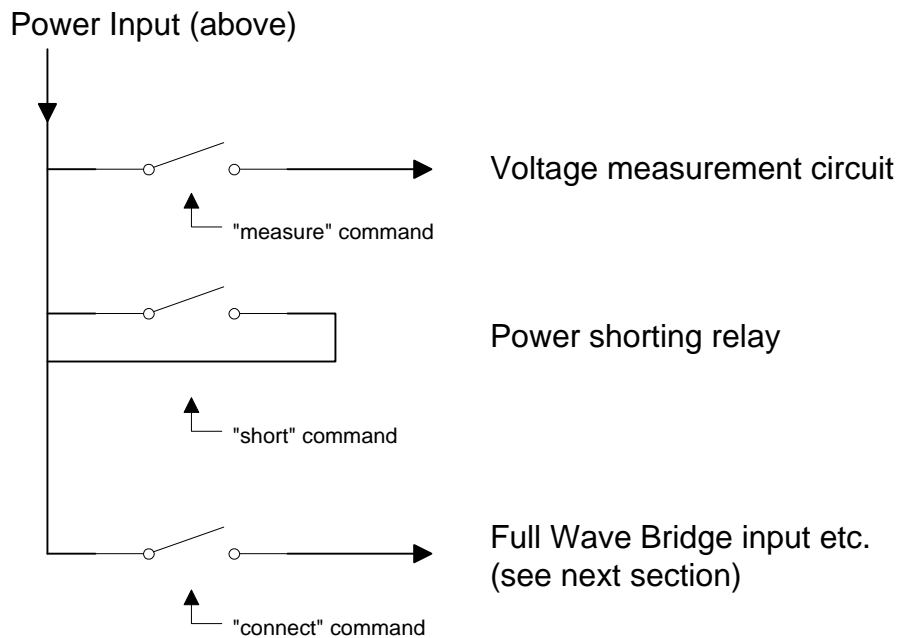 Power Input (above)
Voltage measurement circuit
"measure" command
Power shorting relay
"short" command
Full Wave Bridge input etc.
(see next section)
"connect" command